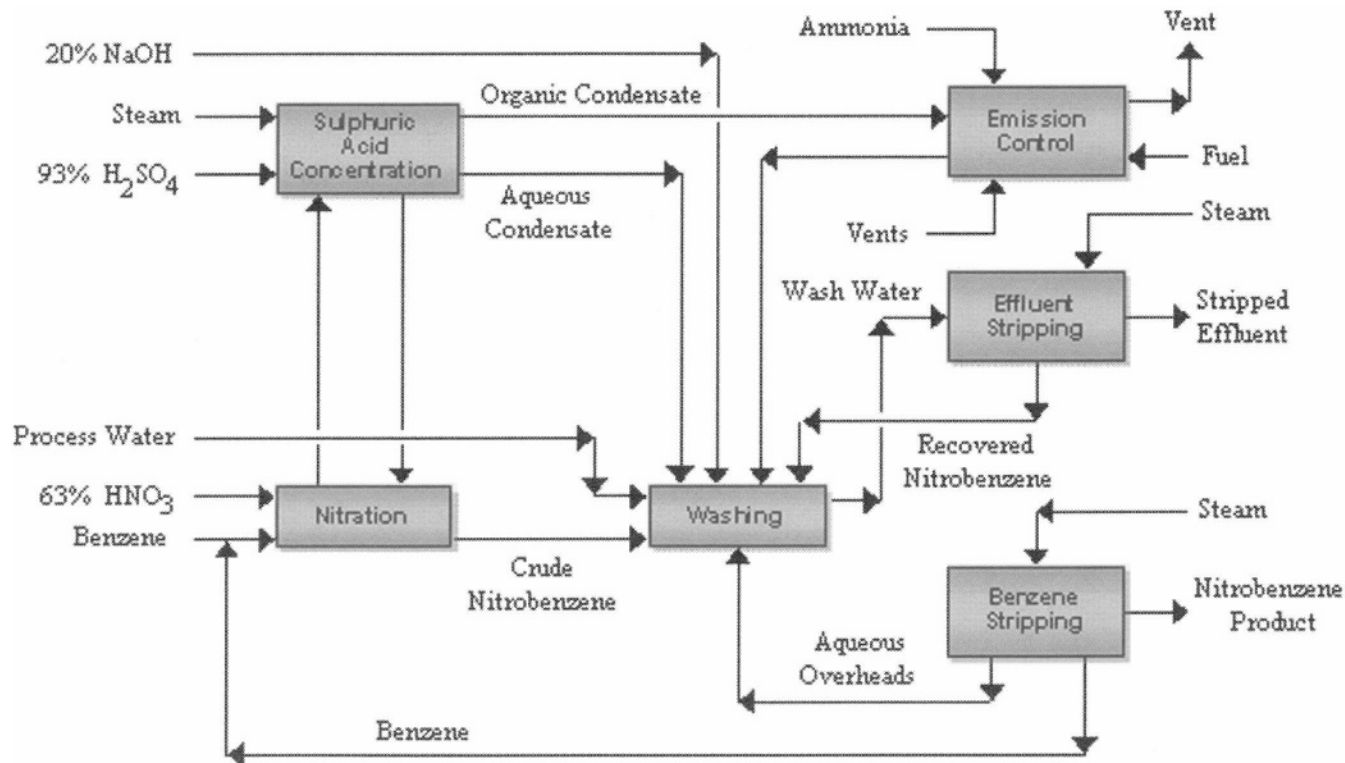 Ammonia
Vent
20% NaOH
Organic Condensate
Steam
Sulphuric
Acid
Concentration
Emission
Control
93% H2SO4
Fuel
Aqueous
Condensate
Vents
Steam
Wash Water
Effluent
Stripping
Stripped
Effluent
Process Water
Recovered
Nitrobenzene
63% HNO3
Nitration
Washing
Steam
Benzene
Crude
Nitrobenzene
Benzene
Stripping
Nitrobenzene
Product
Aqueous
Overheads
Benzene